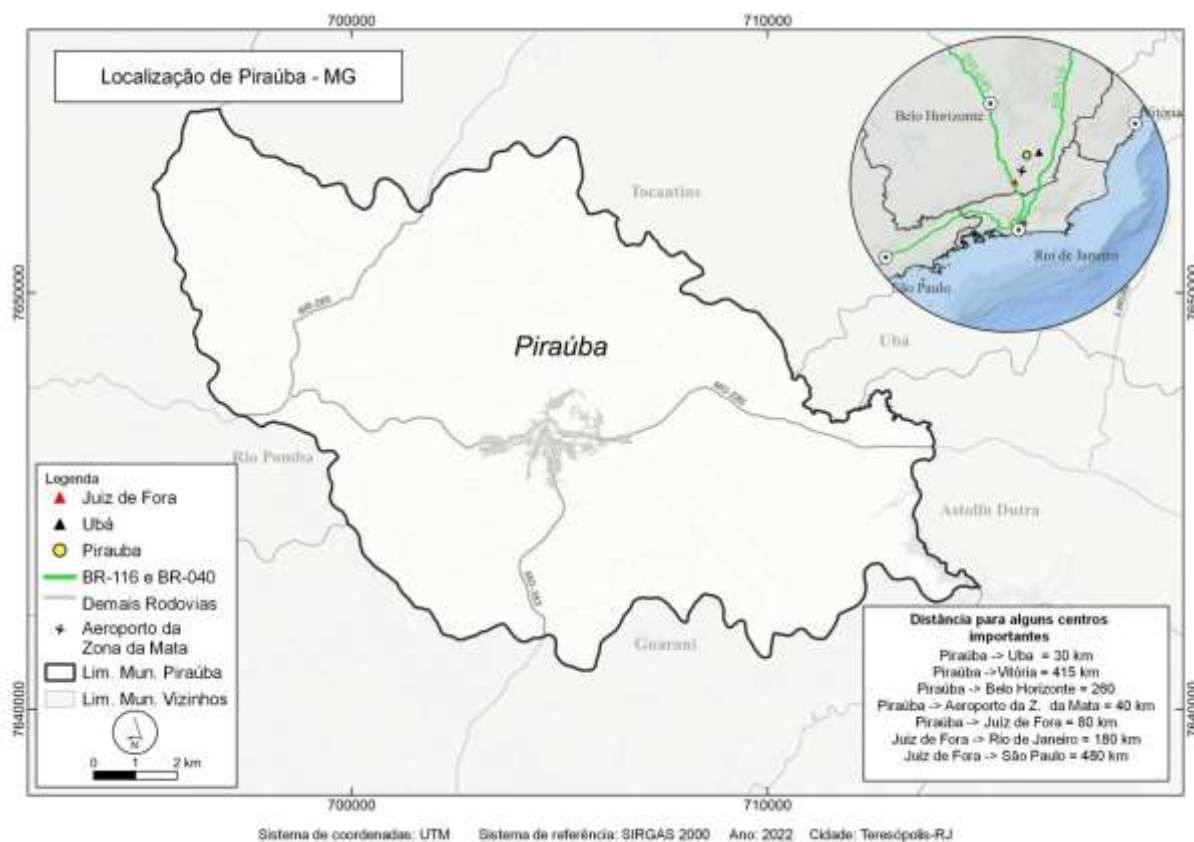 700000
710000
Localização de Piraúba - MG
Belo Horizonte
Vitória
Rio de Janeiro
São Paulo
Tocantins
7650000
7650000
Piraúba
Ubá
Rio Pomba
Astolfo Dutra
Guarani
Legenda
Juiz de Fora
Ubá
Pirauba
BR-116 e BR-040
Demais Rodovias
Aeroporto da
Zona da Mata
Lim. Mun. Piraúba
Lim. Mun. Vizinhos
N
0 1 2 km
Distância para alguns centros
importantes
Piraúba -> Uba = 30 km
Piraúba ->Vitória = 415 km
Piraúba -> Belo Horizonte = 260
Piraúba -> Aeroporto da Z. da Mata = 40 km
Piraúba -> Juiz de Fora = 80 km
Juiz de Fora -> Rio de Janeiro = 180 km
Juiz de Fora -> São Paulo = 480 km
7640000
7640000
700000
710000
Sistema de coordenadas: UTM Sistema de referência: SIRGAS 2000 Ano: 2022 Cidade: Teresópolis-RJ